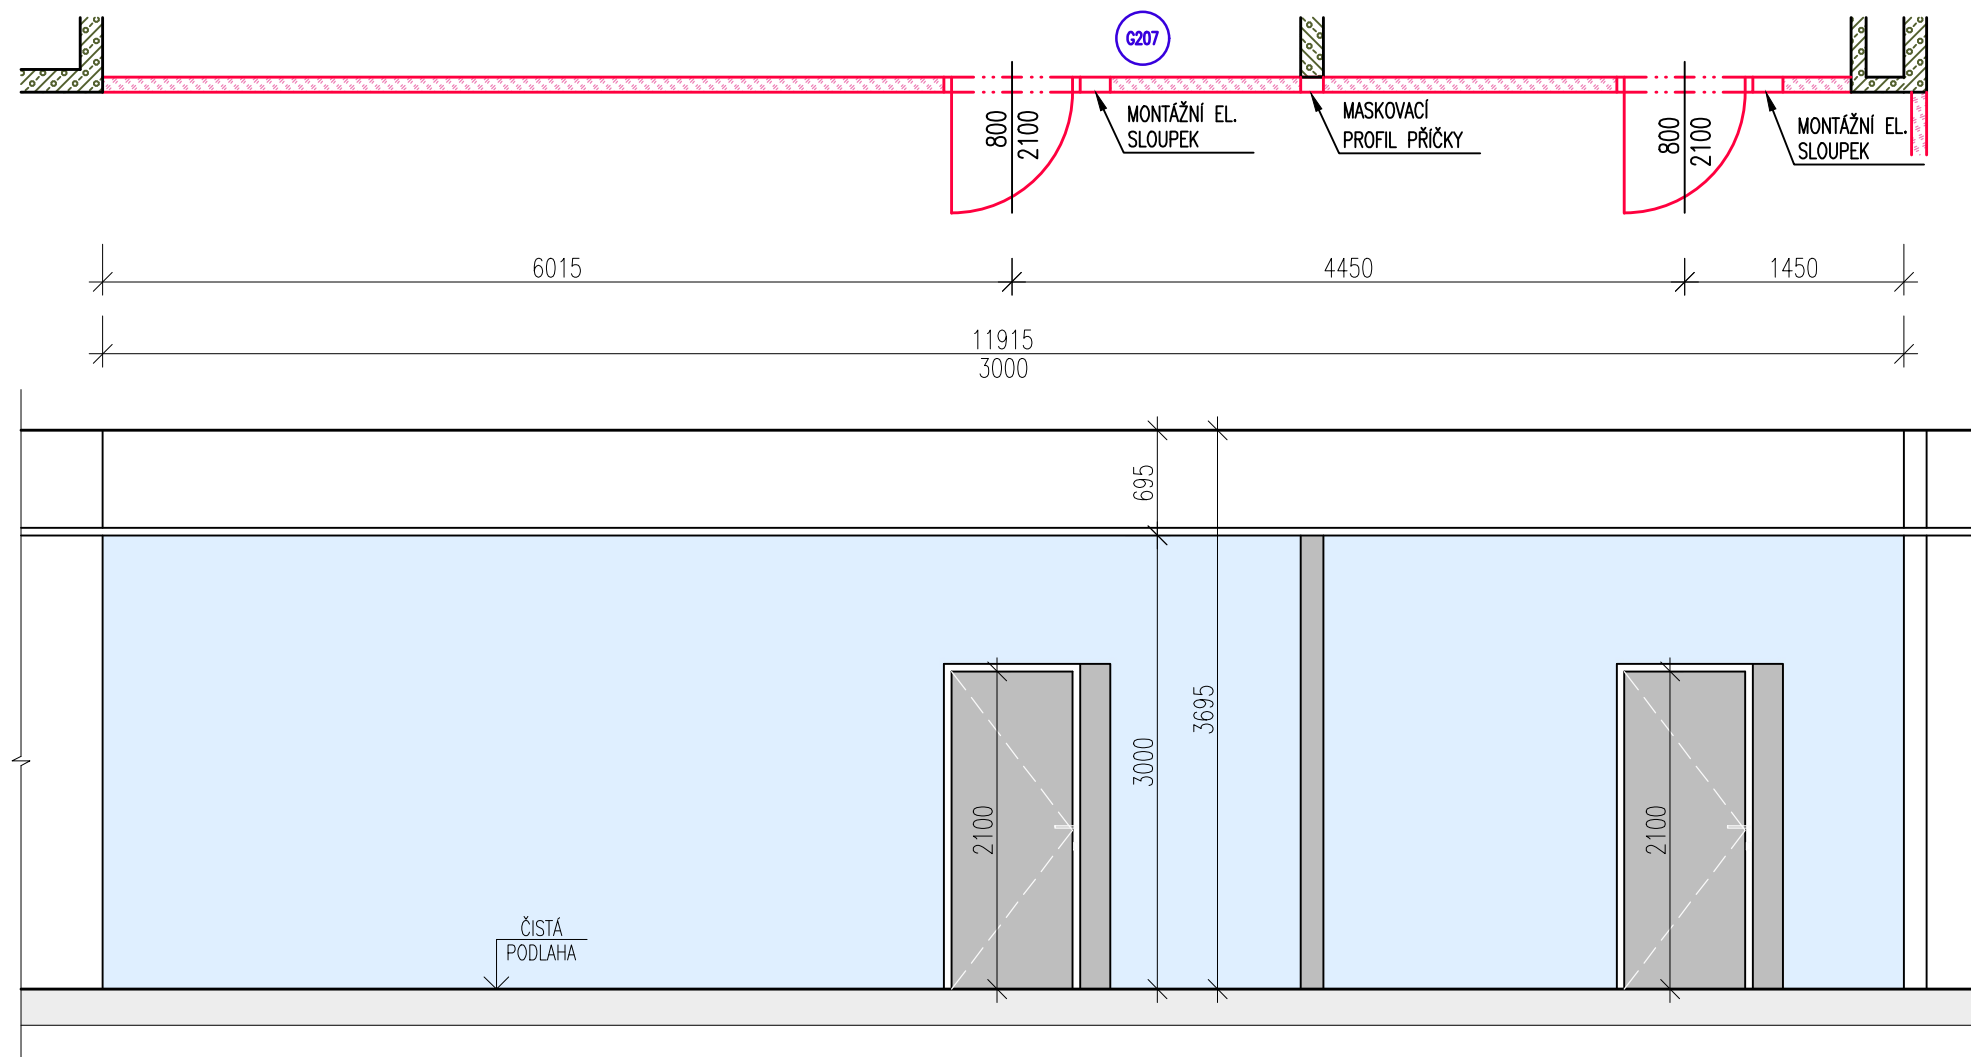 G207
800
2100
MONTÁŽNÍ EL.
SLOUPEK
MASKOVACÍ
PROFIL PŘÍČKY
800
2100
MONTÁŽNÍ EL.
SLOUPEK
6015
4450
1450
11915
3000
695
3695
3000
2100
2100
ČISTÁ
PODLAHA